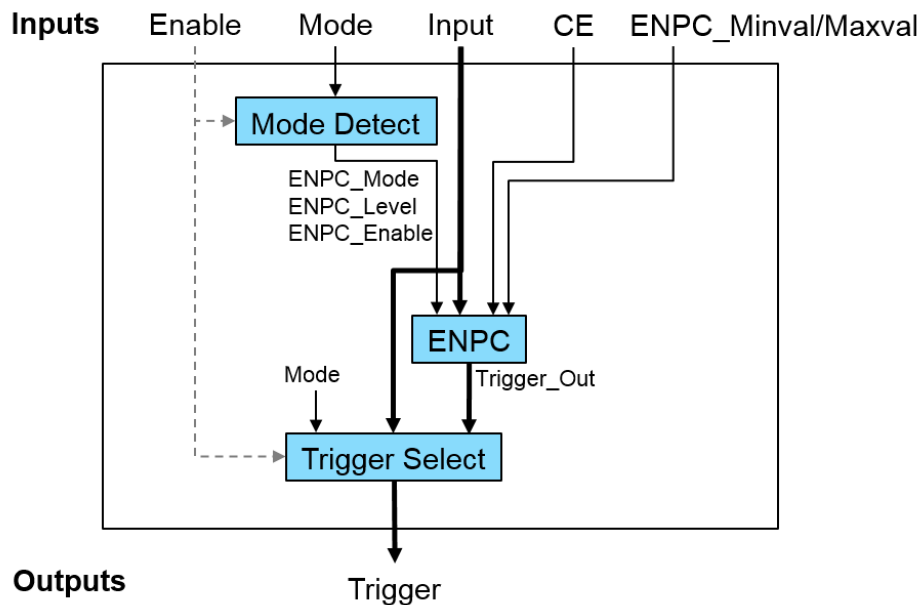 Inputs Enable Mode Input CE ENPC_Minval/Maxval
Mode Detect
ENPC_Mode
ENPC_Level
ENPC_Enable
ENPC
Mode
Trigger_Out
Trigger Select
Outputs
Trigger